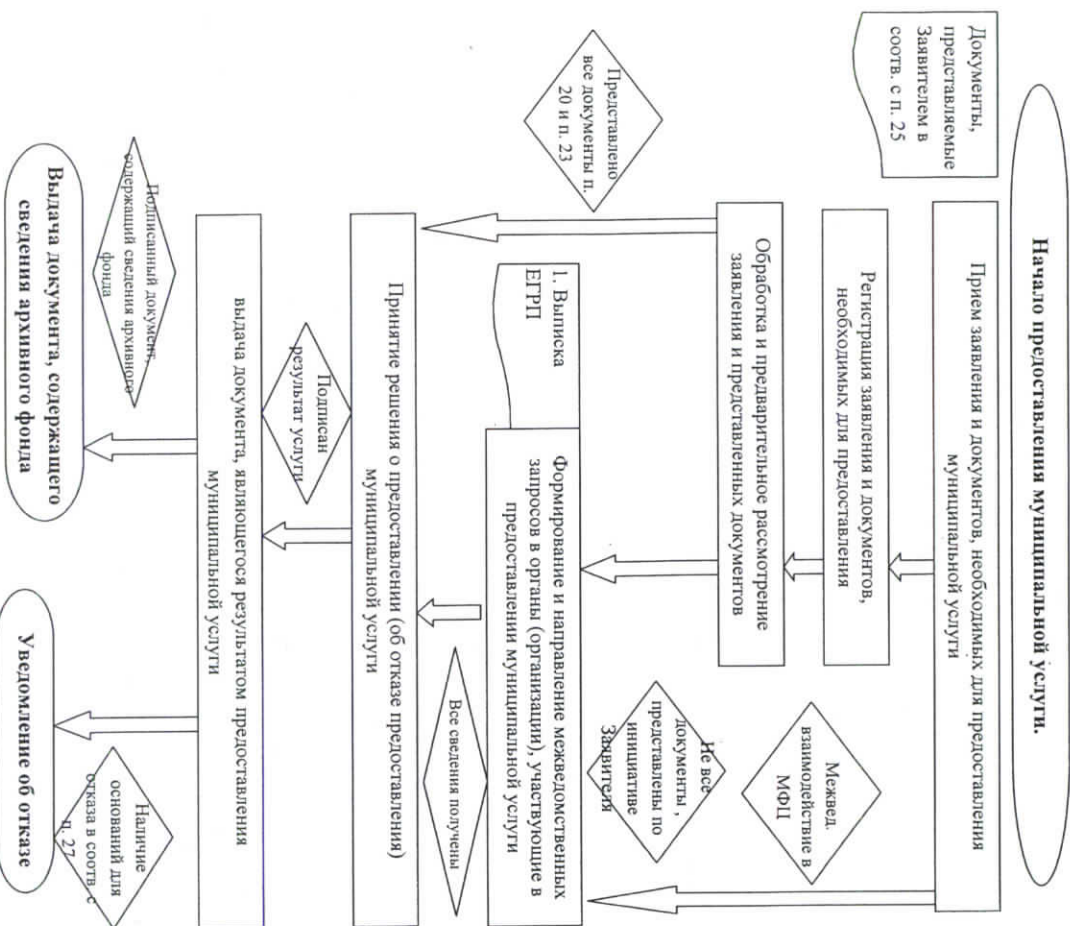 Начало предоставления муниципальной услуги.
Документы,
представляемые
Заявителем в
соотв. с п. 25
Прием заявления и документов, необходимых для предоставления
муниципальной услуги
Регистрация заявления и документов,
необходимых для предоставления
Межвед.
взаимодействие в
МФЦ
Обработка и предварительное рассмотрение
заявления и представленных документов
Представлено
все документы п.
20 и п. 23
Не все
документы ,
представлены по
инициативе
Заявителя
1. Выписка
ЕГРП
Формирование и направление межведомственных
запросов в органы (организации), участвующие в
предоставлении муниципальной услуги
Все сведения получены
Принятие решения о предоставлении (об отказе предоставления)
муниципальной услуги
Подписан
результат услуги
выдача документа, являющегося результатом предоставления
муниципальной услуги
Подписанный документ,
содержащий сведения архивного
фонда
Наличие
оснований для
отказа в соотв. с
п. 27
Выдача документа, содержащего
сведения архивного фонда
Уведомление об отказе